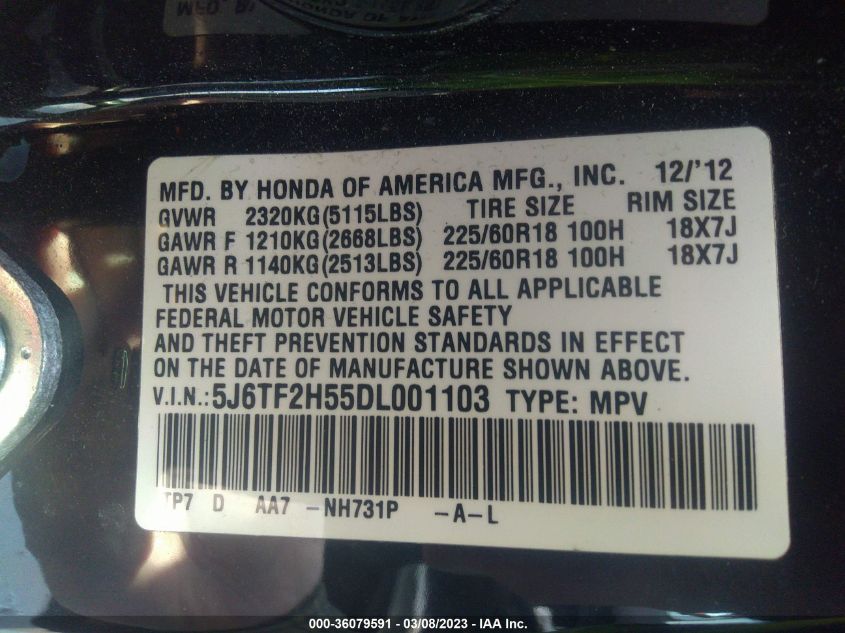 MFD. BY HONDA OF AMERICA MFG., INC. 12/'12
GVWR 2320KG(5115LBS) TIRE SIZE RIM SIZE
GAWR F 1210KG(2668LBS) 225/60R18 100H 18X7J
GAWR R 1140KG(2513LBS) 225/60R18 100H 18X7J
THIS VEHICLE CONFORMS TO ALL APPLICABLE
FEDERAL MOTOR VEHICLE SAFETY
AND THEFT PREVENTION STANDARDS IN EFFECT
ON THE DATE OF MANUFACTURE SHOWN ABOVE.
V.I.N.:5J6TF2H55DL001103 TYPE: MPV
TP7 D AA7 -NH731P -A-L
000-36079591 - 03/08/2023 - © IAA Inc.